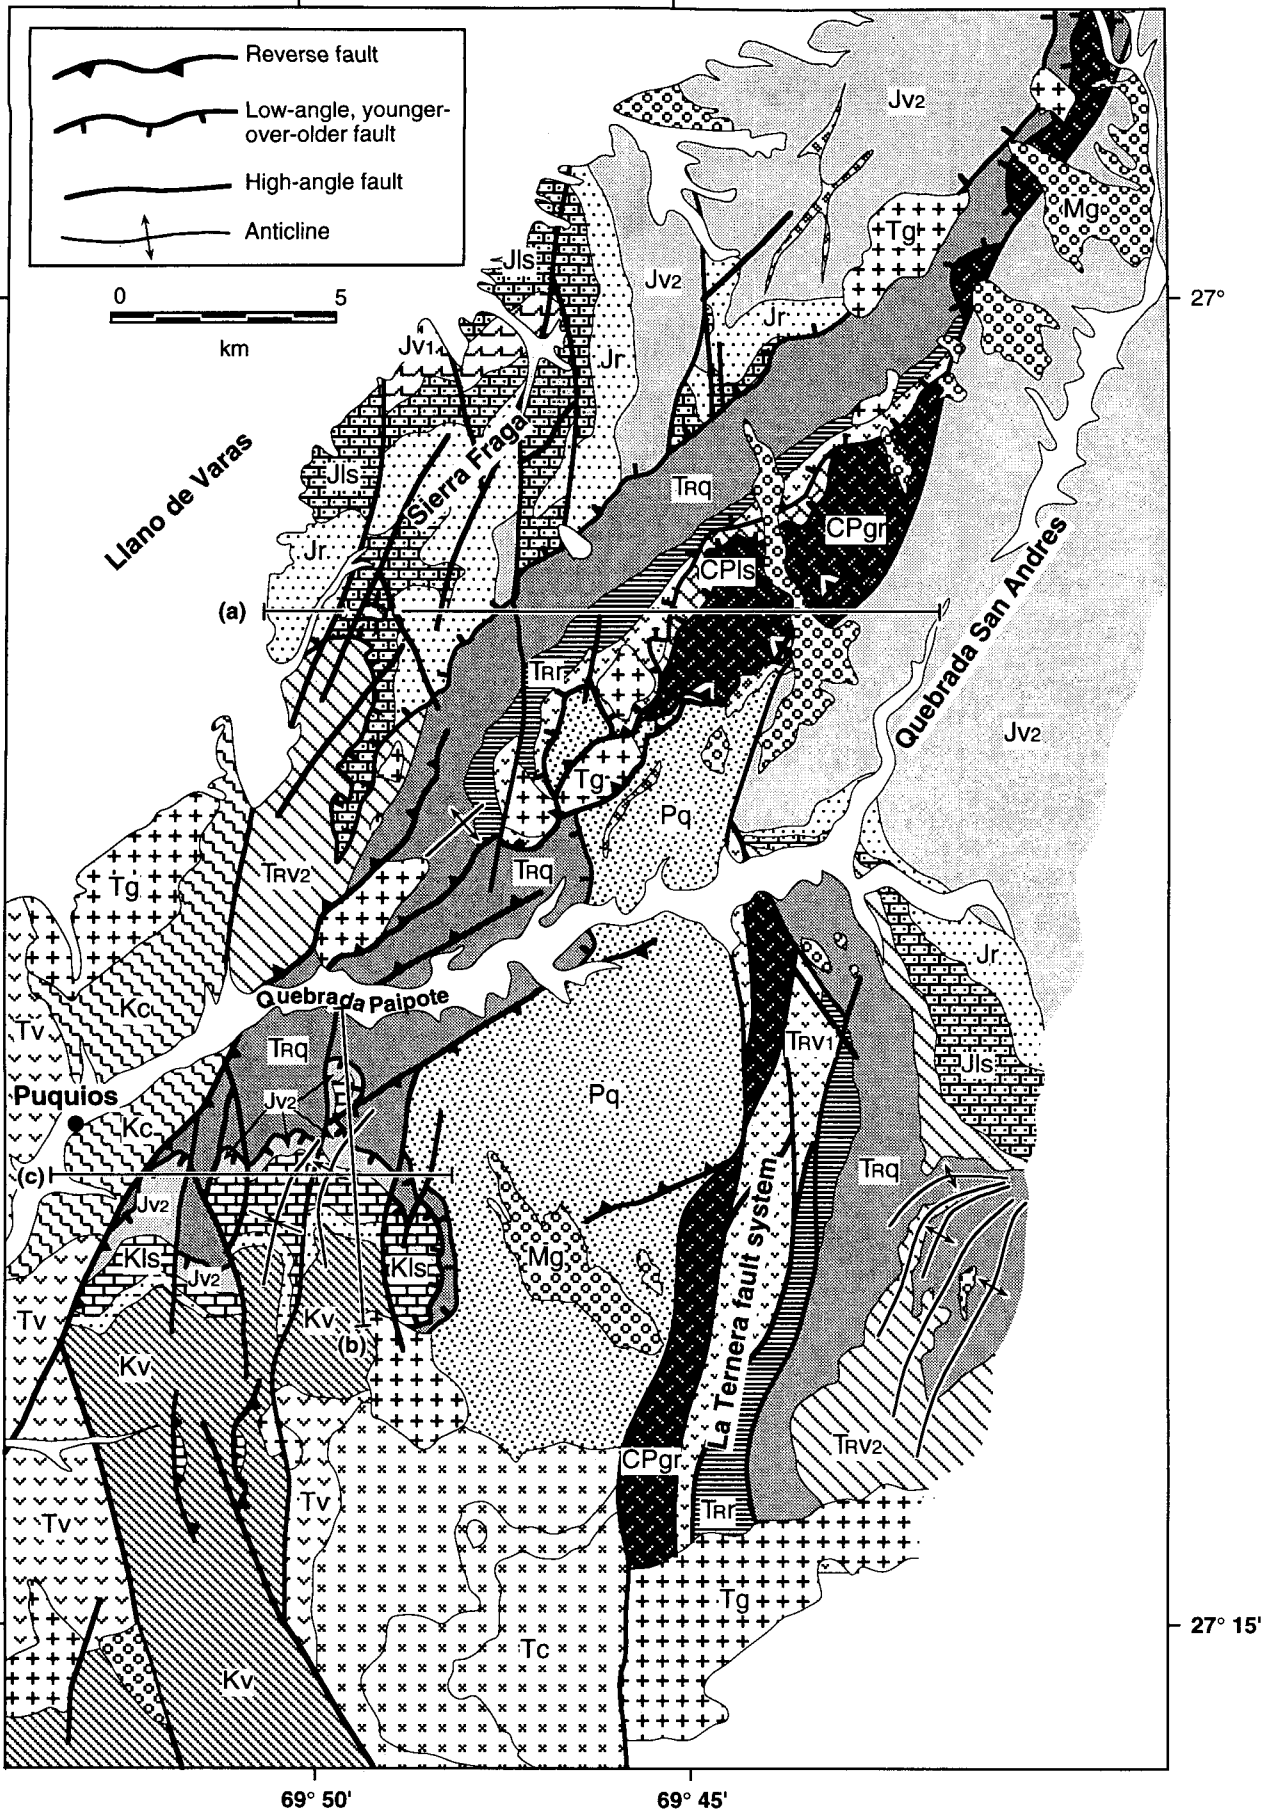 Reverse fault
Low-angle, younger-
over-older fault
High-angle fault
Anticline
0 5
km
Jv2
Mg
Tg
Jls
Jv2
27°
Jr
Jv1
Jr
Sierra Fraga
Llano de Varas
Jls
TRq
CPgr
Jr
CPls
Quebrada San Andres
(a)
TRr
Jv2
Tg
Pq
TRv2
TRq
Tg
Jr
Quebrada Paipote
Kc
Tv
TRq
TRv1
Jls
Puquios
Jv2
Pq
Kc
TRq
(c)
Jv2
La Ternera fault system
Kls
Jv2
Kls
Mg
Tv
Kv
(b)
Kv
TRv2
CPgr
Tv
TRr
Tv
Tg
27° 15'
Tc
Kv
69° 50'
69° 45'